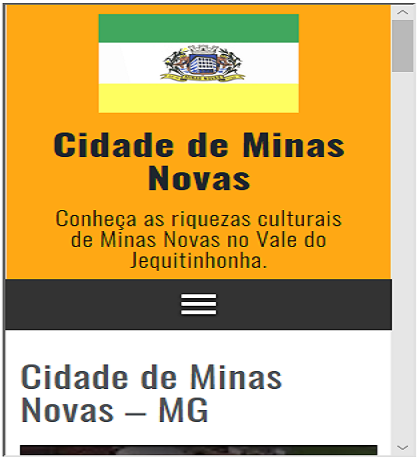 Cidade de Minas
Novas
Conheça as riquezas culturais
de Minas Novas no Vale do
Jequitinhonha.
Cidade de Minas
Novas – MG